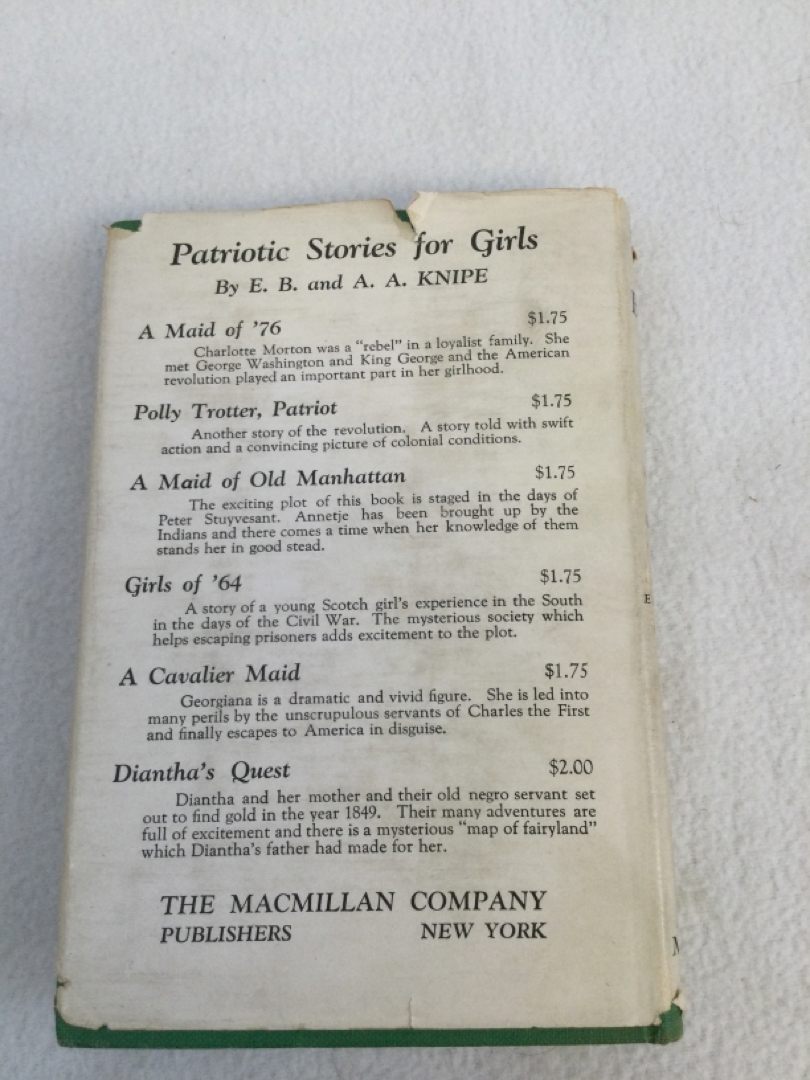 Patriotic Stories for Girls
By E. B. and A. A. KNIPE
A Maid of '76 $1.75
Charlotte Morton was a "rebel" in a loyalist family. She
met George Washington and King George and the American
revolution played an important part in her girlhood.
Polly Trotter, Patriot $1.75
Another story of the revolution. A story told with swift
action and a convincing picture of colonial conditions.
A Maid of Old Manhattan $1.75
The exciting plot of this book is staged in the days of
Peter Stuyvesant. Annetje has been brought up by the
Indians and there comes a time when her knowledge of them
stands her in good stead.
Girls of '64 $1.75
A story of a young Scotch girl's experience in the South
in the days of the Civil War. The mysterious society which
helps escaping prisoners adds excitement to the plot.
A Cavalier Maid $1.75
Georgiana is a dramatic and vivid figure. She is led into
many perils by the unscrupulous servants of Charles the First
and finally escapes to America in disguise.
Diantha's Quest $2.00
Diantha and her mother and their old negro servant set
out to find gold in the year 1849. Their many adventures are
full of excitement and there is a mysterious "map of fairyland"
which Diantha's father had made for her.
THE MACMILLAN COMPANY
PUBLISHERS NEW YORK
E